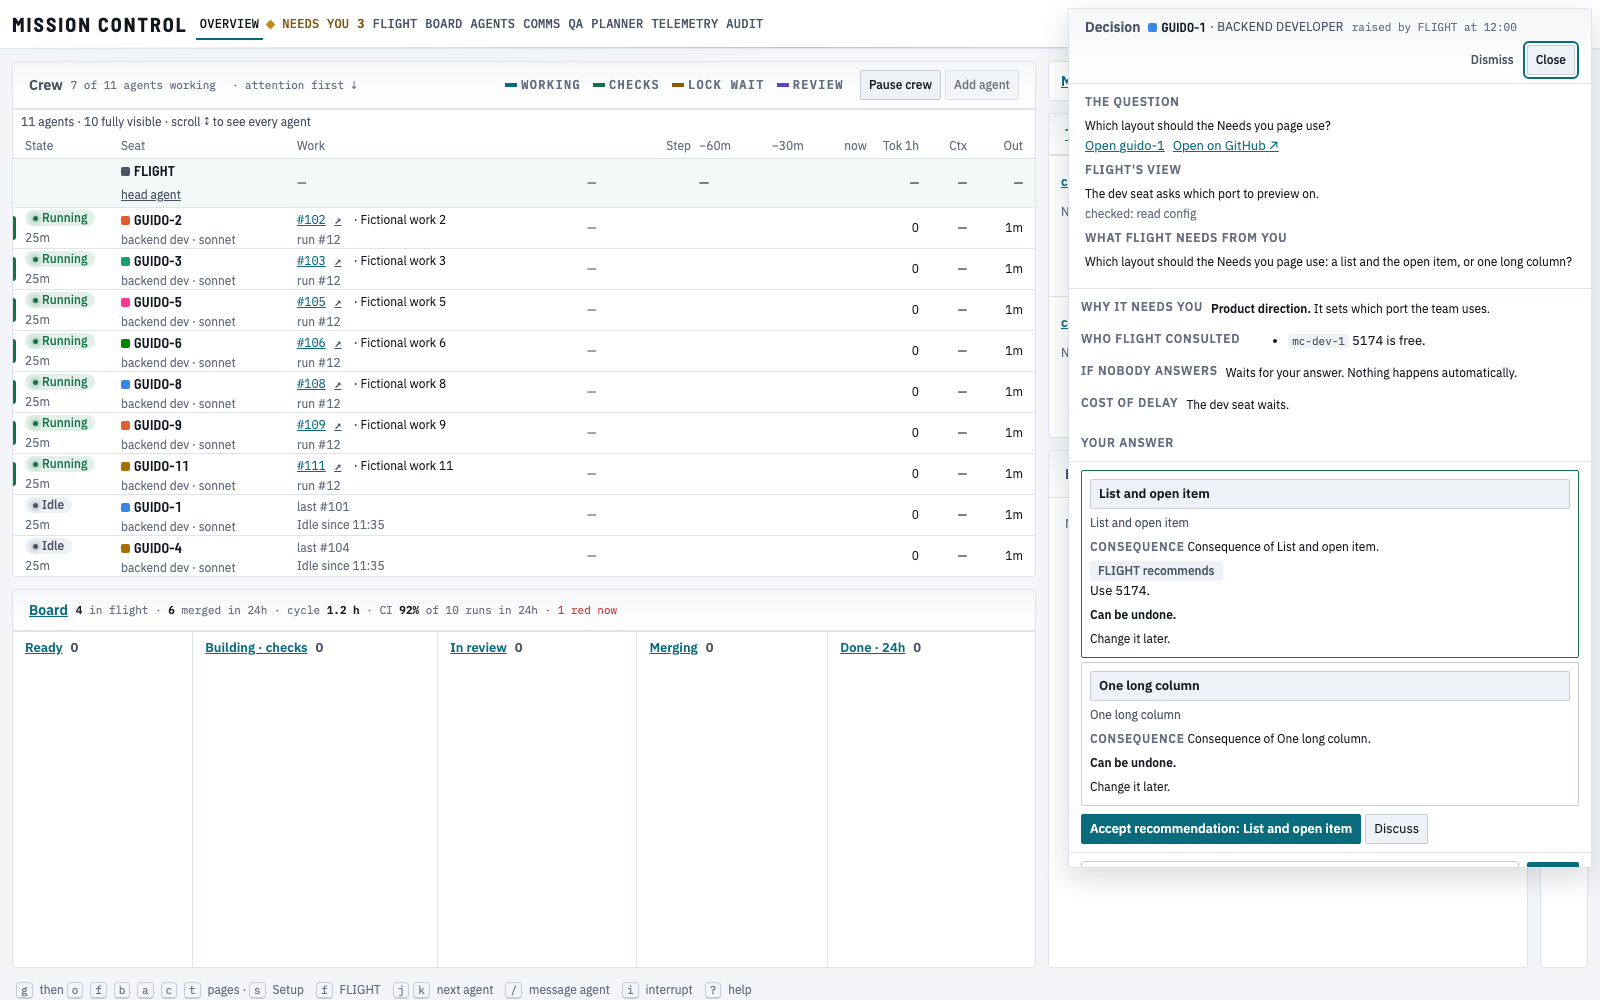 MISSION CONTROL OVERVIEW ◆ NEEDS YOU 3 FLIGHT BOARD AGENTS COMMS QA PLANNER TELEMETRY AUDIT
Crew 7 of 11 agents working · attention first ↓ WORKING CHECKS LOCK WAIT REVIEW Pause crew Add agent
11 agents · 10 fully visible · scroll ↕ to see every agent
State Seat Work Step −60m −30m now Tok 1h Ctx Out
FLIGHT
head agent
— — — — — —
Running GUIDO-2 #102 ↗ · Fictional work 2
25m backend dev · sonnet run #12 — 0 — 1m
Running GUIDO-3 #103 ↗ · Fictional work 3
25m backend dev · sonnet run #12 — 0 — 1m
Running GUIDO-5 #105 ↗ · Fictional work 5
25m backend dev · sonnet run #12 — 0 — 1m
Running GUIDO-6 #106 ↗ · Fictional work 6
25m backend dev · sonnet run #12 — 0 — 1m
Running GUIDO-8 #108 ↗ · Fictional work 8
25m backend dev · sonnet run #12 — 0 — 1m
Running GUIDO-9 #109 ↗ · Fictional work 9
25m backend dev · sonnet run #12 — 0 — 1m
Running GUIDO-11 #111 ↗ · Fictional work 11
25m backend dev · sonnet run #12 — 0 — 1m
Idle GUIDO-1 last #101
25m backend dev · sonnet Idle since 11:35 — 0 — 1m
Idle GUIDO-4 last #104
25m backend dev · sonnet Idle since 11:35 — 0 — 1m
Board 4 in flight · 6 merged in 24h · cycle 1.2 h · CI 92% of 10 runs in 24h · 1 red now
Ready 0 Building · checks 0 In review 0 Merging 0 Done · 24h 0
Decision GUIDO-1 · BACKEND DEVELOPER raised by FLIGHT at 12:00
Dismiss Close
THE QUESTION
Which layout should the Needs you page use?
Open guido-1 Open on GitHub ↗
FLIGHT'S VIEW
The dev seat asks which port to preview on.
checked: read config
WHAT FLIGHT NEEDS FROM YOU
Which layout should the Needs you page use: a list and the open item, or one long column?
WHY IT NEEDS YOU Product direction. It sets which port the team uses.
WHO FLIGHT CONSULTED • mc-dev-1 5174 is free.
IF NOBODY ANSWERS Waits for your answer. Nothing happens automatically.
COST OF DELAY The dev seat waits.
YOUR ANSWER
List and open item
List and open item
CONSEQUENCE Consequence of List and open item.
FLIGHT recommends
Use 5174.
Can be undone.
Change it later.
One long column
One long column
CONSEQUENCE Consequence of One long column.
Can be undone.
Change it later.
Accept recommendation: List and open item Discuss
g then o f b a c t pages · s Setup f FLIGHT j k next agent / message agent i interrupt ? help